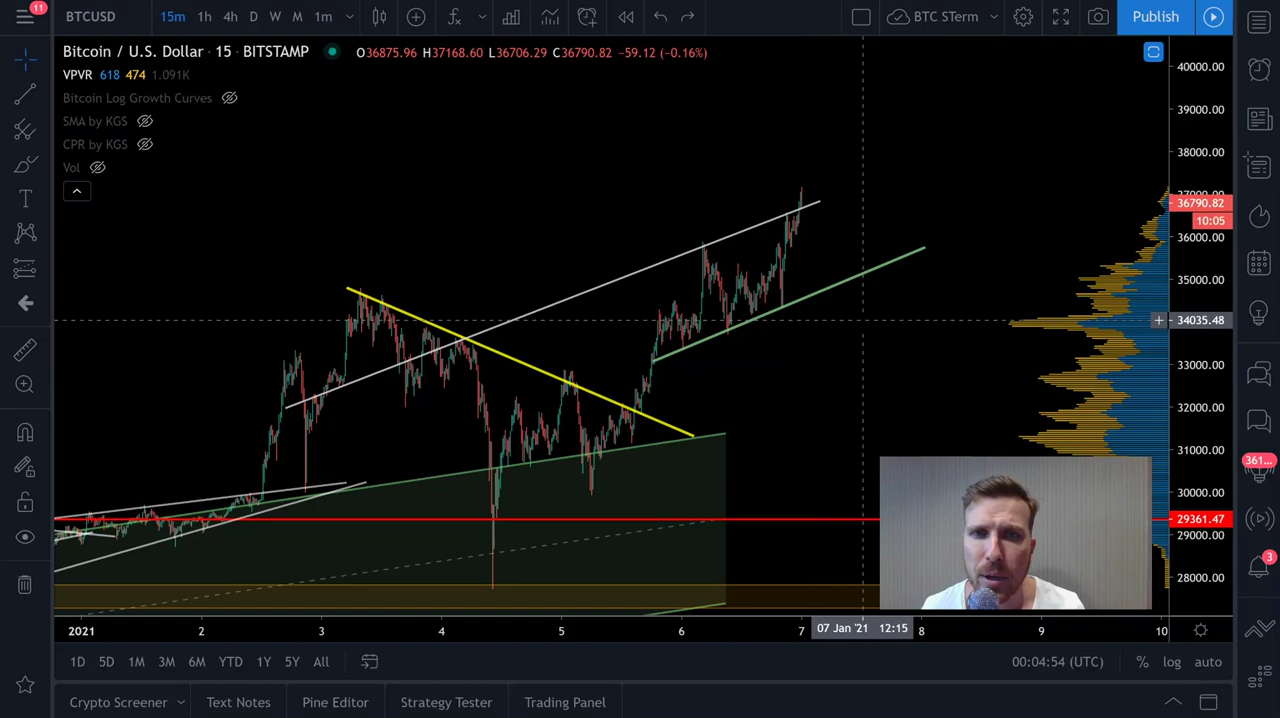 11
BTCUSD
15m 1h 4h D W M 1m
BTC STerm
Publish
Bitcoin / U.S. Dollar · 15 · BITSTAMP
O36875.96 H37168.60 L36706.29 C36790.82 −59.12 (−0.16%)
VPVR 618 474 1.091K
Bitcoin Log Growth Curves
SMA by KGS
CPR by KGS
Vol
40000.00
39000.00
38000.00
37000.00
36790.82
10:05
36000.00
35000.00
34035.48
33000.00
32000.00
31000.00
30000.00
29361.47
29000.00
28000.00
361...
3
2021 2 3 4 5 6 7 07 Jan '21 12:15 8 9 10
1D 5D 1M 3M 6M YTD 1Y 5Y All
00:04:54 (UTC) % log auto
Crypto Screener Text Notes Pine Editor Strategy Tester Trading Panel